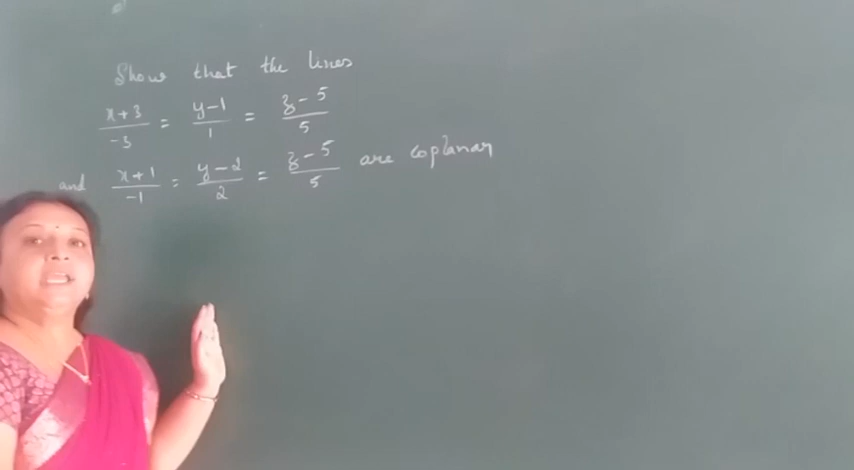 Show that the lines
x+3/-3 = y-1/1 = z-5/5
and x+1/-1 = y-2/2 = z-5/5 are coplanar